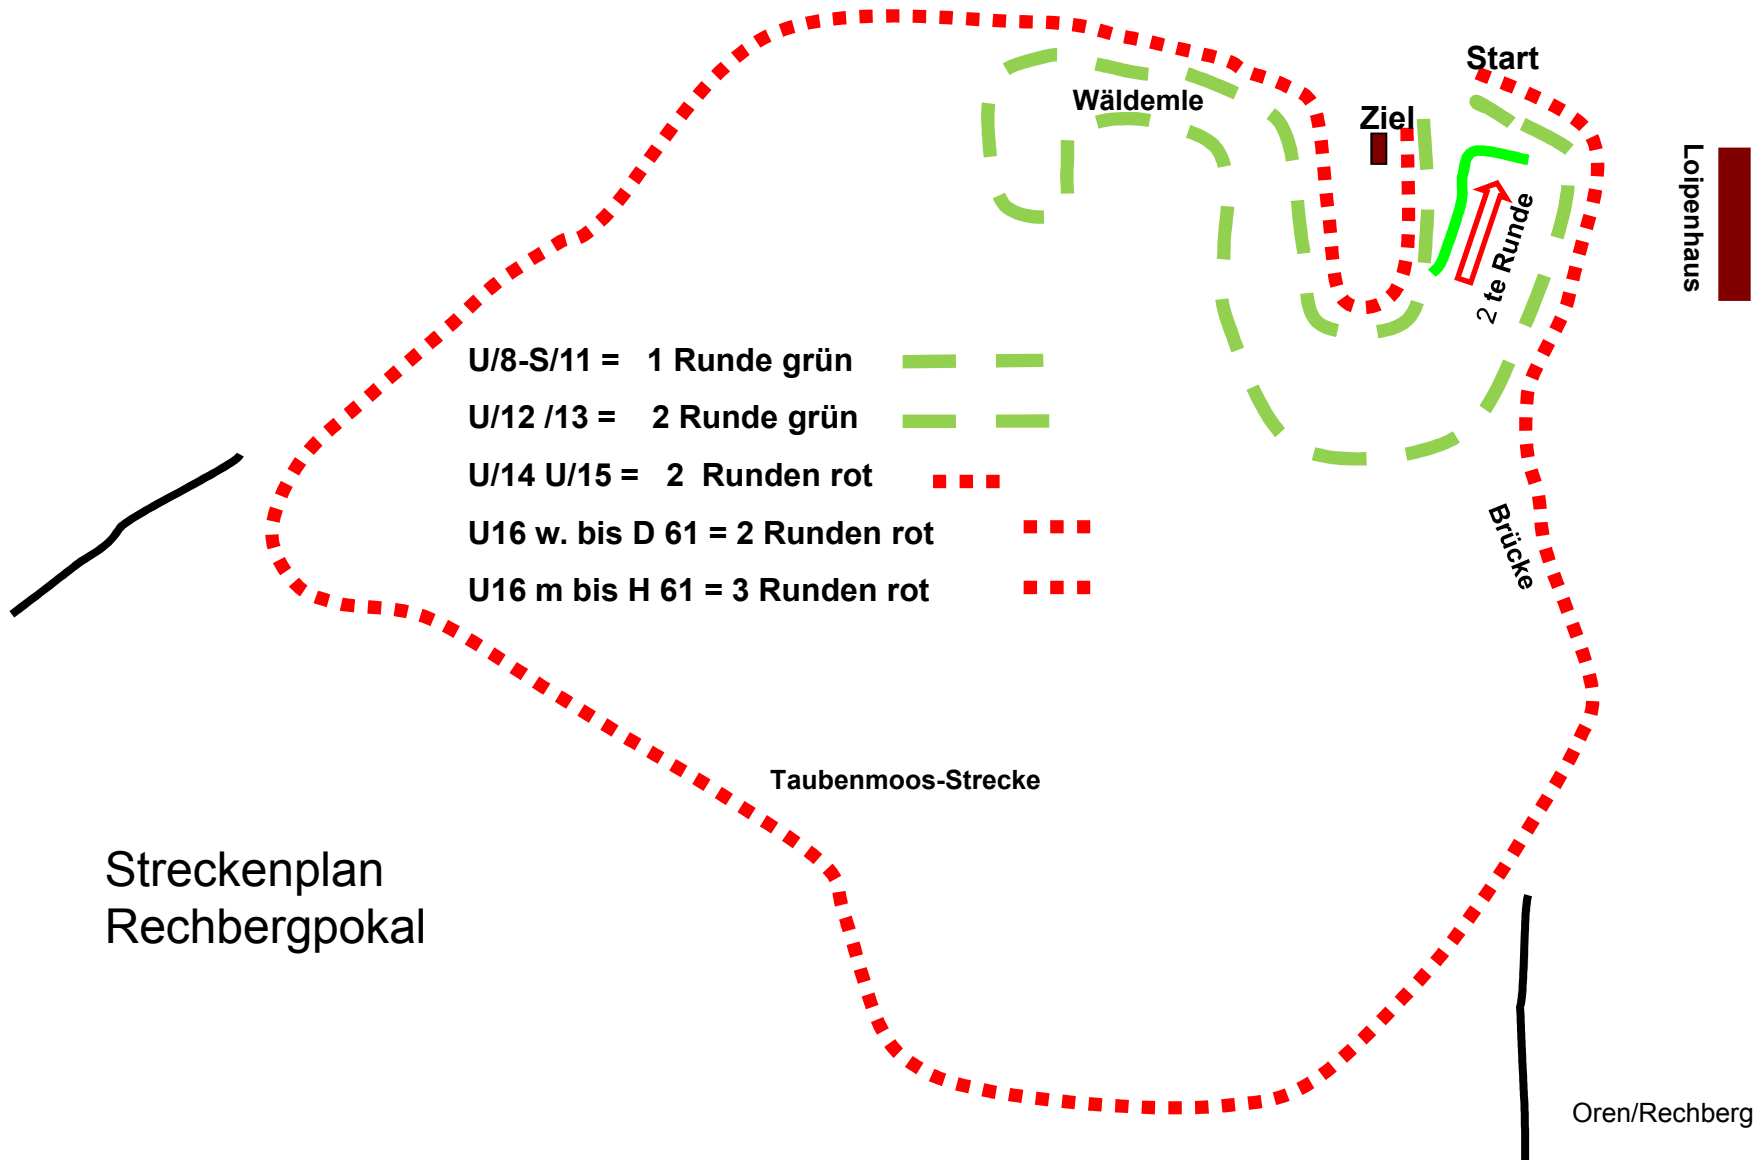 Start
Wäldemle
Ziel
Loipenhaus
2 te Runde
U/8-S/11 = 1 Runde grün
U/12 /13 = 2 Runde grün
U/14 U/15 = 2 Runden rot
U16 w. bis D 61 = 2 Runden rot
U16 m bis H 61 = 3 Runden rot
Brücke
Taubenmoos-Strecke
Streckenplan
Rechbergpokal
Oren/Rechberg